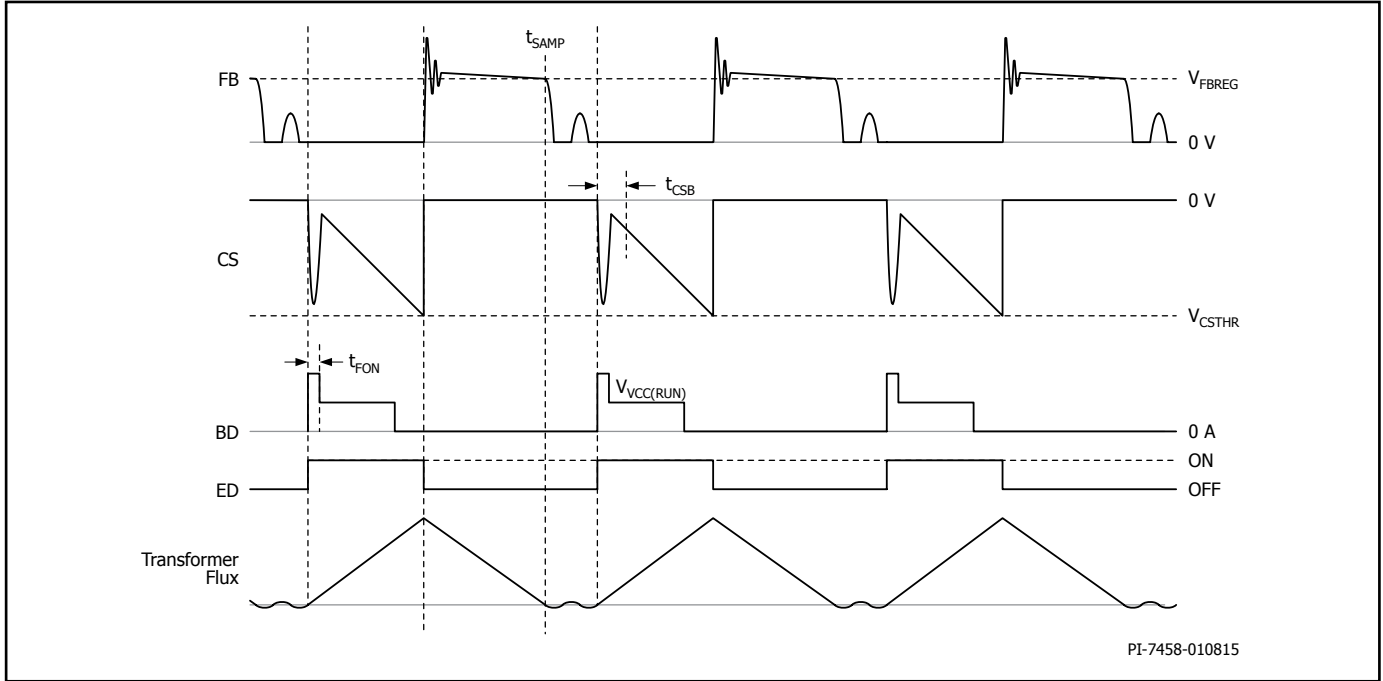 t_SAMP
FB
V_FBREG
0 V
t_CSB
0 V
CS
V_CSTHR
t_FON
V_VCC(RUN)
BD
0 A
ON
ED
OFF
Transformer
Flux
PI-7458-010815